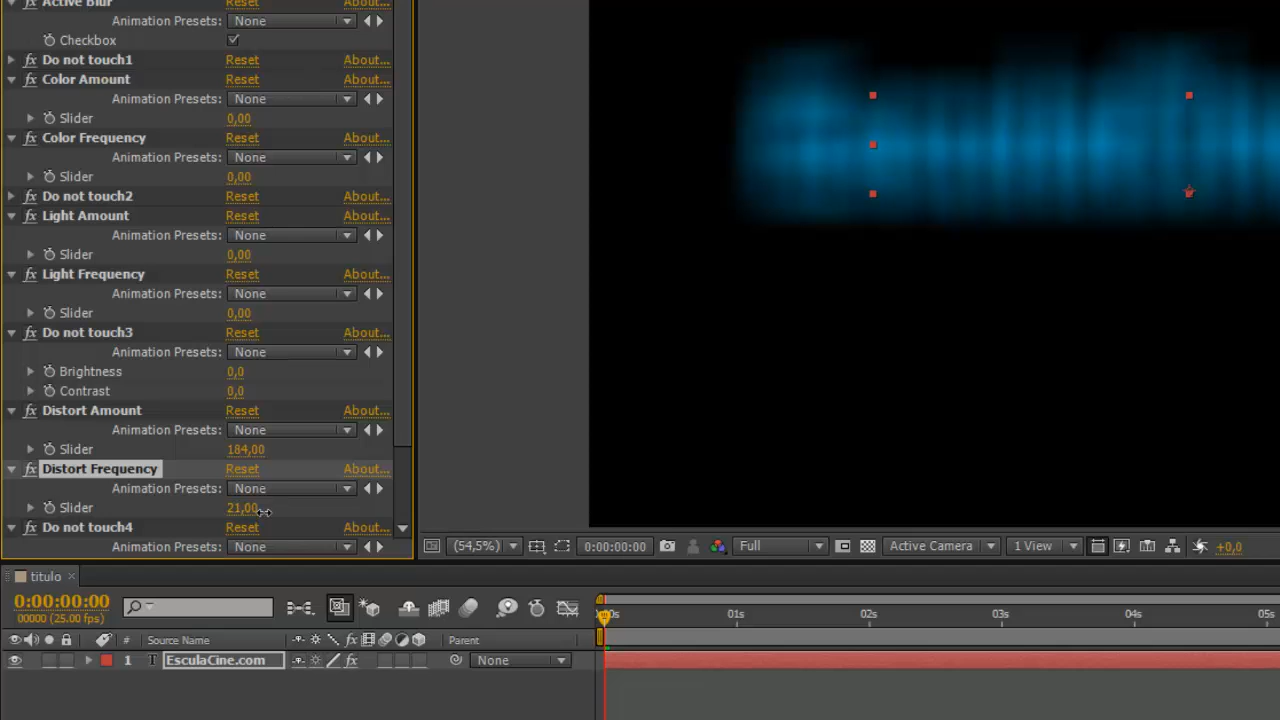 Active Blur Reset About...
Animation Presets: None
Checkbox
Do not touch1 Reset About...
Color Amount Reset About...
Animation Presets: None
Slider 0,00
Color Frequency Reset About...
Animation Presets: None
Slider 0,00
Do not touch2 Reset About...
Light Amount Reset About...
Animation Presets: None
Slider 0,00
Light Frequency Reset About...
Animation Presets: None
Slider 0,00
Do not touch3 Reset About...
Animation Presets: None
Brightness 0,0
Contrast 0,0
Distort Amount Reset About...
Animation Presets: None
Slider 184,00
Distort Frequency Reset About...
Animation Presets: None
Slider 21,00
Do not touch4 Reset
Animation Presets: None
(54,5%) 0:00:00:00 Full Active Camera 1 View +0,0
titulo
0:00:00:00
00000 (25.00 fps)
01s 02s 03s 04s 05s
# Source Name Parent
1 T EsculaCine.com None